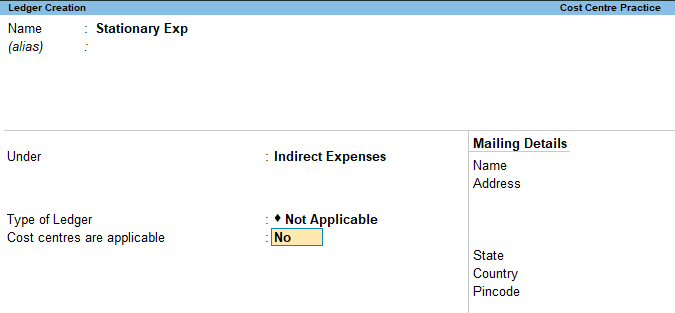 Ledger Creation Cost Centre Practice
Name : Stationary Exp
(alias) :
Under : Indirect Expenses
Type of Ledger : ♦ Not Applicable
Cost centres are applicable : No
Mailing Details
Name
Address
State
Country
Pincode